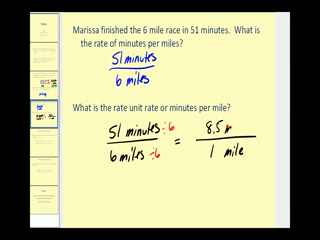 Marissa finished the 6 mile race in 51 minutes. What is
the rate of minutes per miles?
51 minutes
6 miles
What is the rate unit rate or minutes per mile?
51 minutes ÷6 = 8.5
6 miles ÷6 1 mile